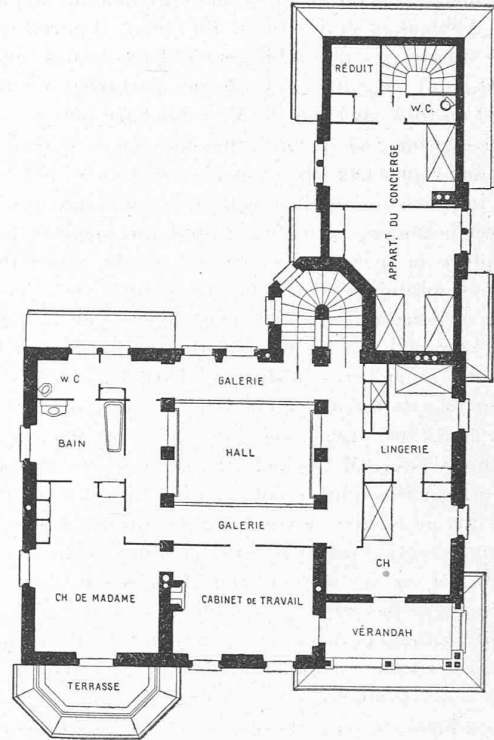 RÉDUIT
W.C.
APPART.T DU CONCIERGE
GALERIE
W C
BAIN
HALL
LINGERIE
GALERIE
CH
CH. DE MADAME
CABINET DE TRAVAIL
VÉRANDAH
TERRASSE